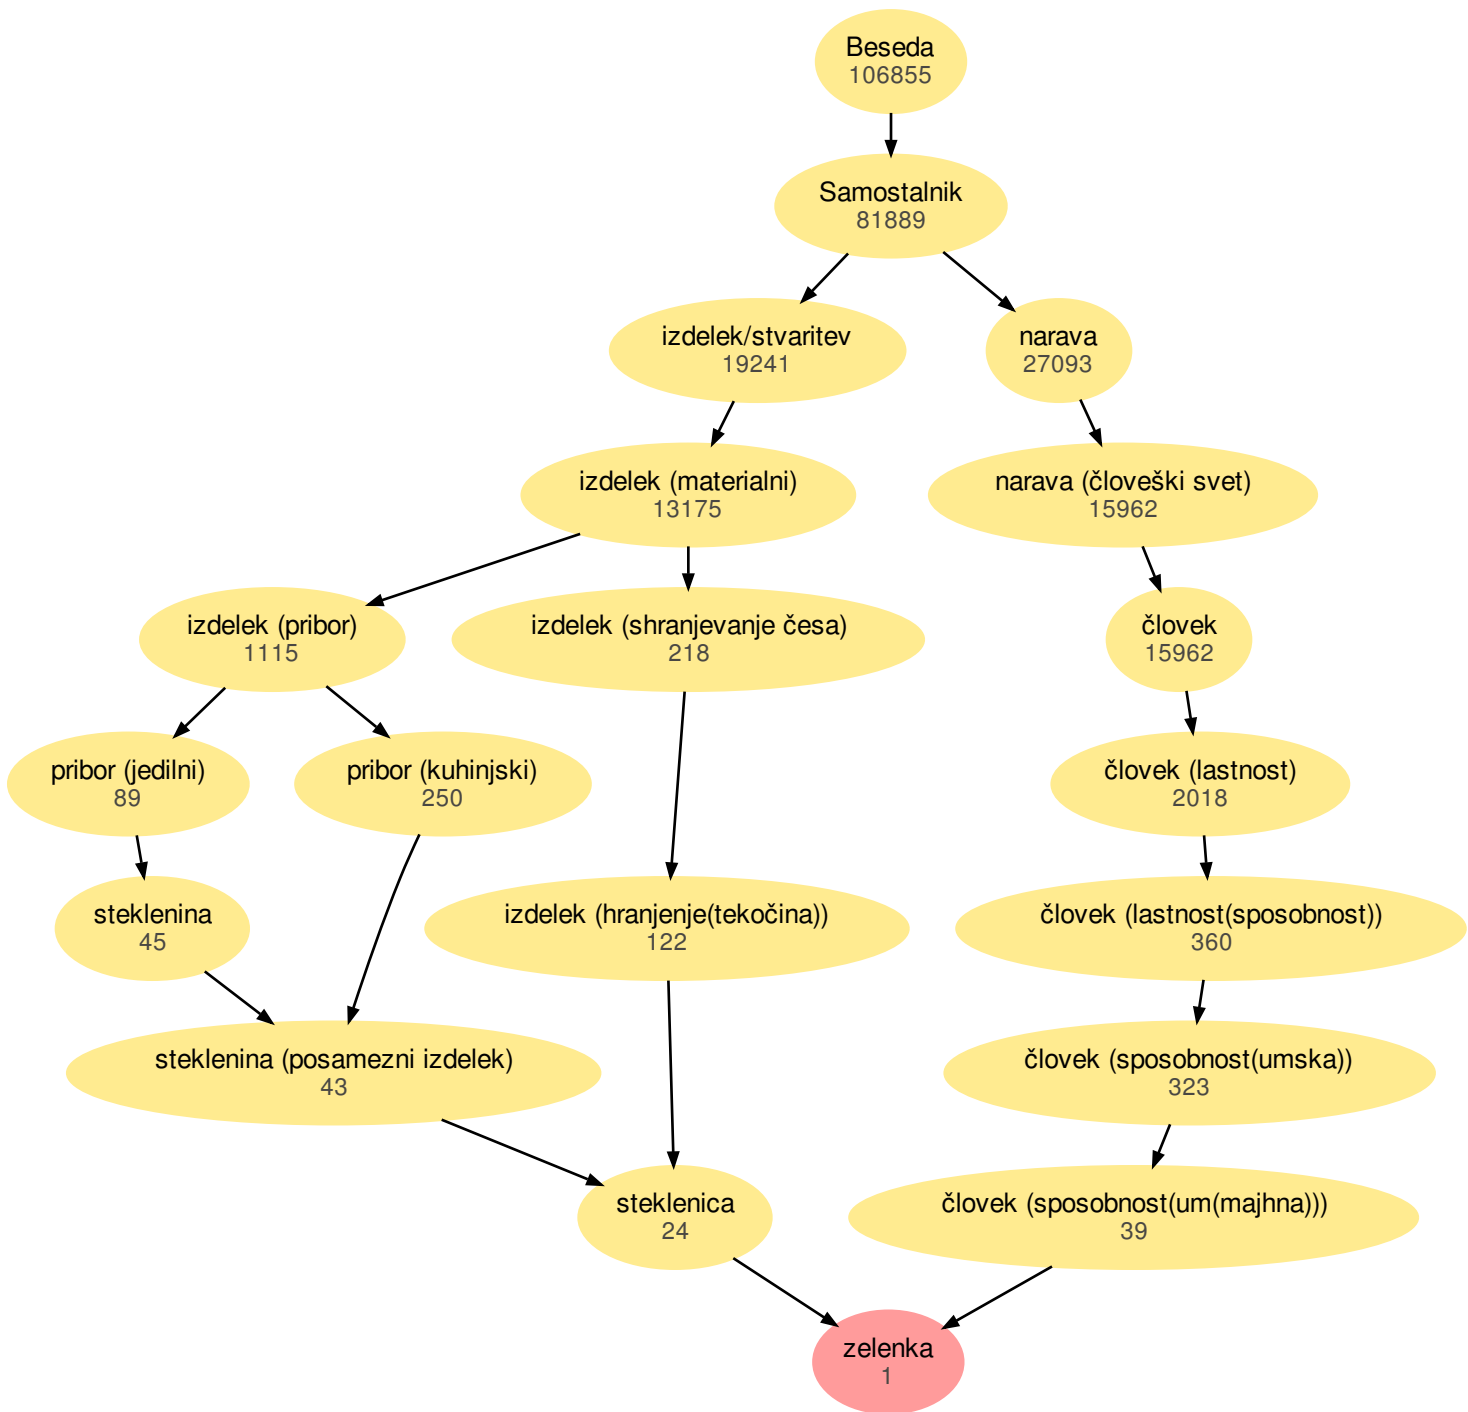 Beseda
106855
Samostalnik
81889
izdelek/stvaritev
19241
narava
27093
izdelek (materialni)
13175
narava (človeški svet)
15962
izdelek (pribor)
1115
izdelek (shranjevanje česa)
218
človek
15962
pribor (jedilni)
89
pribor (kuhinjski)
250
človek (lastnost)
2018
steklenina
45
izdelek (hranjenje(tekočina))
122
človek (lastnost(sposobnost))
360
steklenina (posamezni izdelek)
43
človek (sposobnost(umska))
323
steklenica
24
človek (sposobnost(um(majhna)))
39
zelenka
1